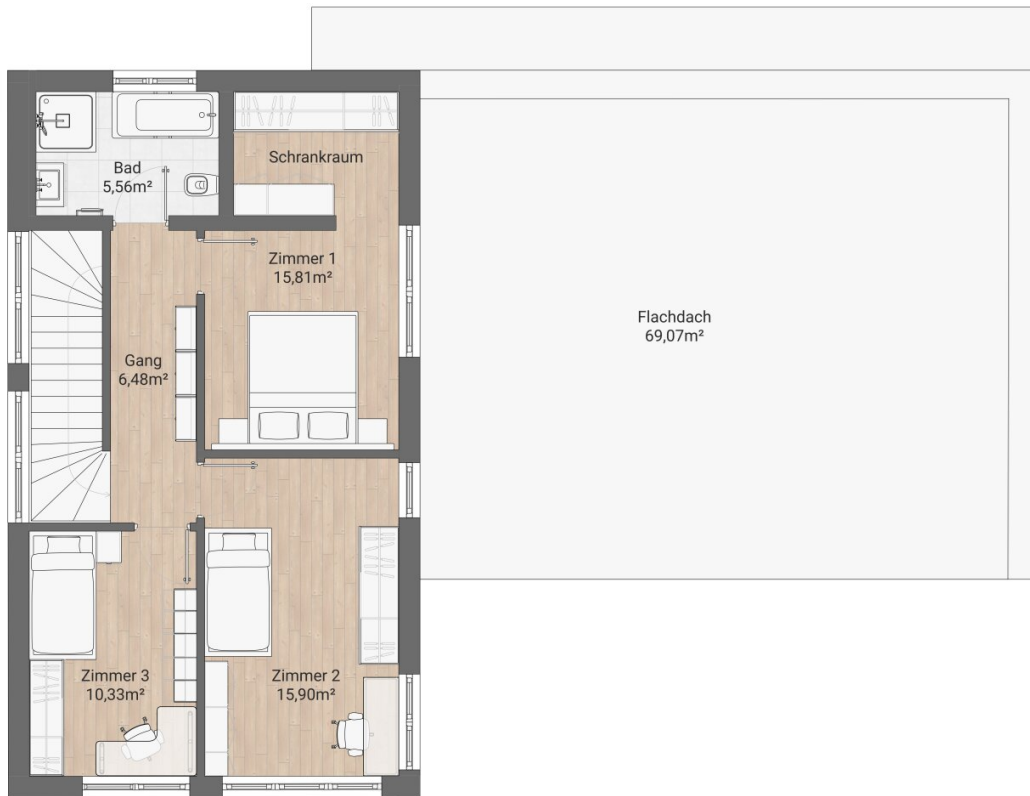 Schrankraum
Bad
5,56m²
Zimmer 1
15,81m²
Flachdach
69,07m²
Gang
6,48m²
Zimmer 3
10,33m²
Zimmer 2
15,90m²